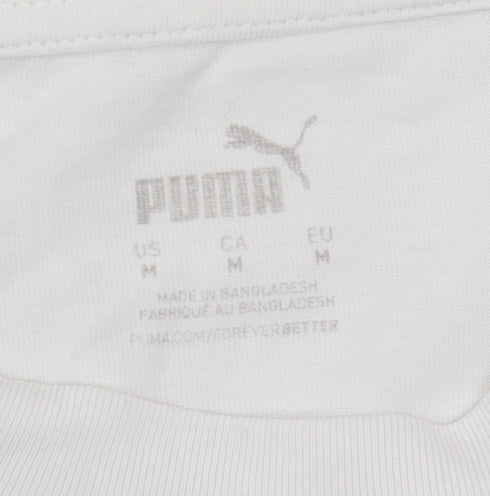 PUMA
US CA EU
M M M
MADE IN BANGLADESH
FABRIQUÉ AU BANGLADESH
PUMA.COM/FOREVERBETTER